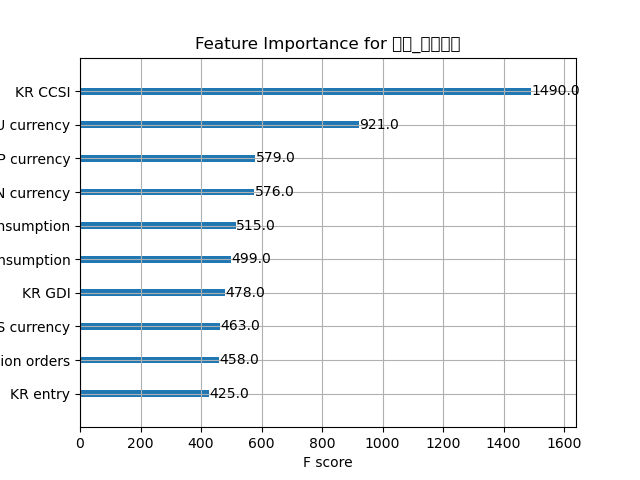 Feature Importance for
KR CCSI
1490.0
U currency
921.0
P currency
579.0
N currency
576.0
nsumption
515.0
nsumption
499.0
KR GDI
478.0
S currency
463.0
ion orders
458.0
KR entry
425.0
0 200 400 600 800 1000 1200 1400 1600
F score